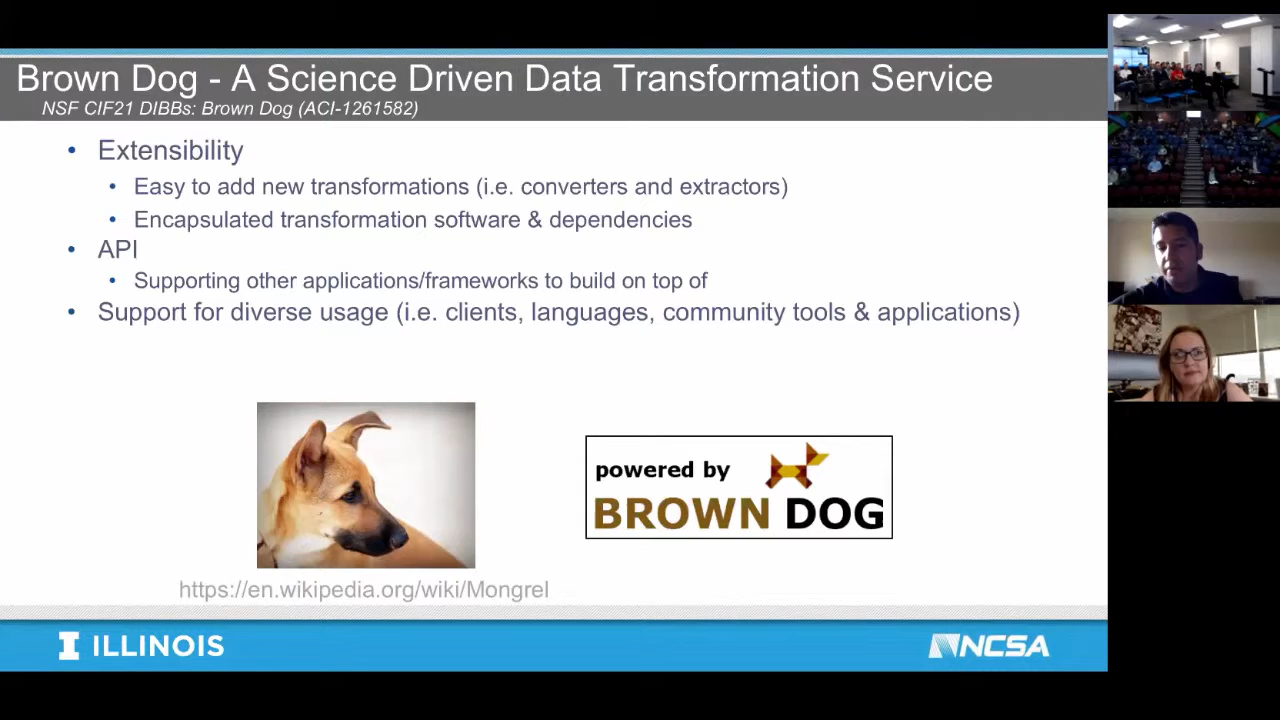 Brown Dog - A Science Driven Data Transformation Service
NSF CIF21 DIBBs: Brown Dog (ACI-1261582)
• Extensibility
• Easy to add new transformations (i.e. converters and extractors)
• Encapsulated transformation software & dependencies
• API
• Supporting other applications/frameworks to build on top of
• Support for diverse usage (i.e. clients, languages, community tools & applications)
powered by
BROWN DOG
https://en.wikipedia.org/wiki/Mongrel
I ILLINOIS
NCSA